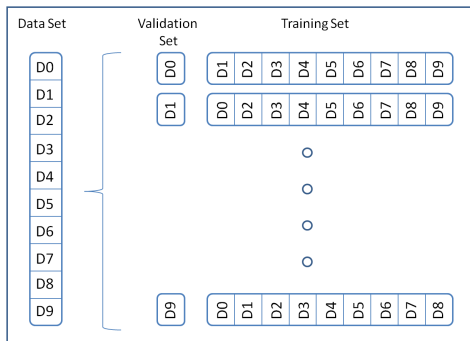 Data Set
Validation
Set
Training Set
D0
D1
D2
D3
D4
D5
D6
D7
D8
D9
D0
D1 D2 D3 D4 D5 D6 D7 D8 D9
D1
D0 D2 D3 D4 D5 D6 D7 D8 D9
D9
D0 D1 D2 D3 D4 D5 D6 D7 D8